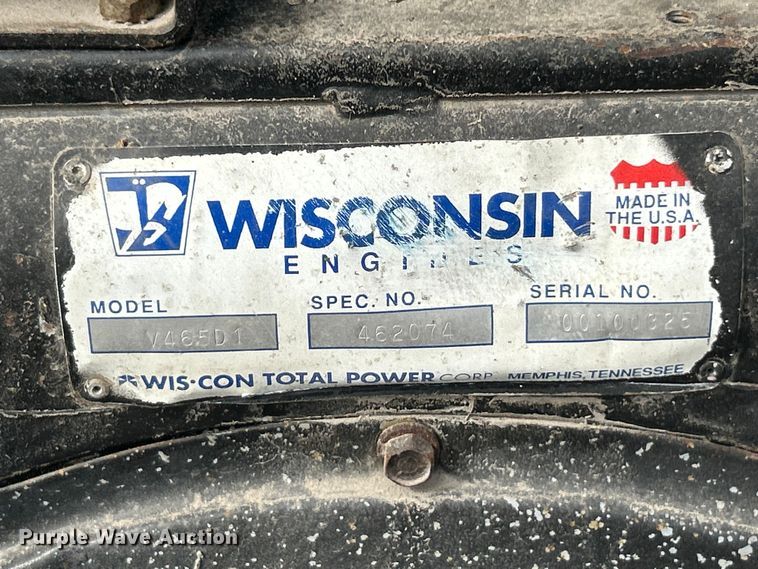 WISCONSIN
ENGINES
MADE IN
THE U.S.A.
MODEL SPEC. NO. SERIAL NO.
V465D1 462074 00100325
WIS-CON TOTAL POWER CORP. MEMPHIS, TENNESSEE
Purple Wave Auction